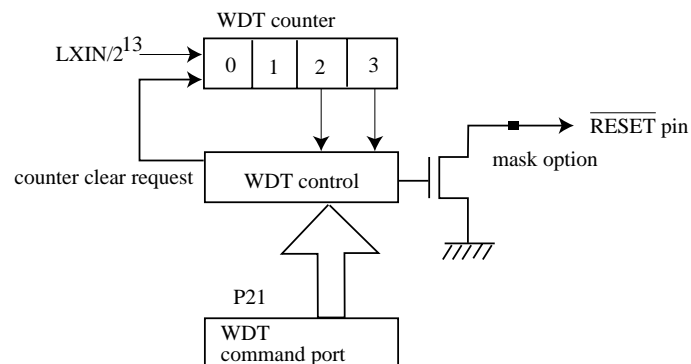 WDT counter
LXIN/2^13
0 1 2 3
RESET pin
mask option
counter clear request
WDT control
P21
WDT
command port